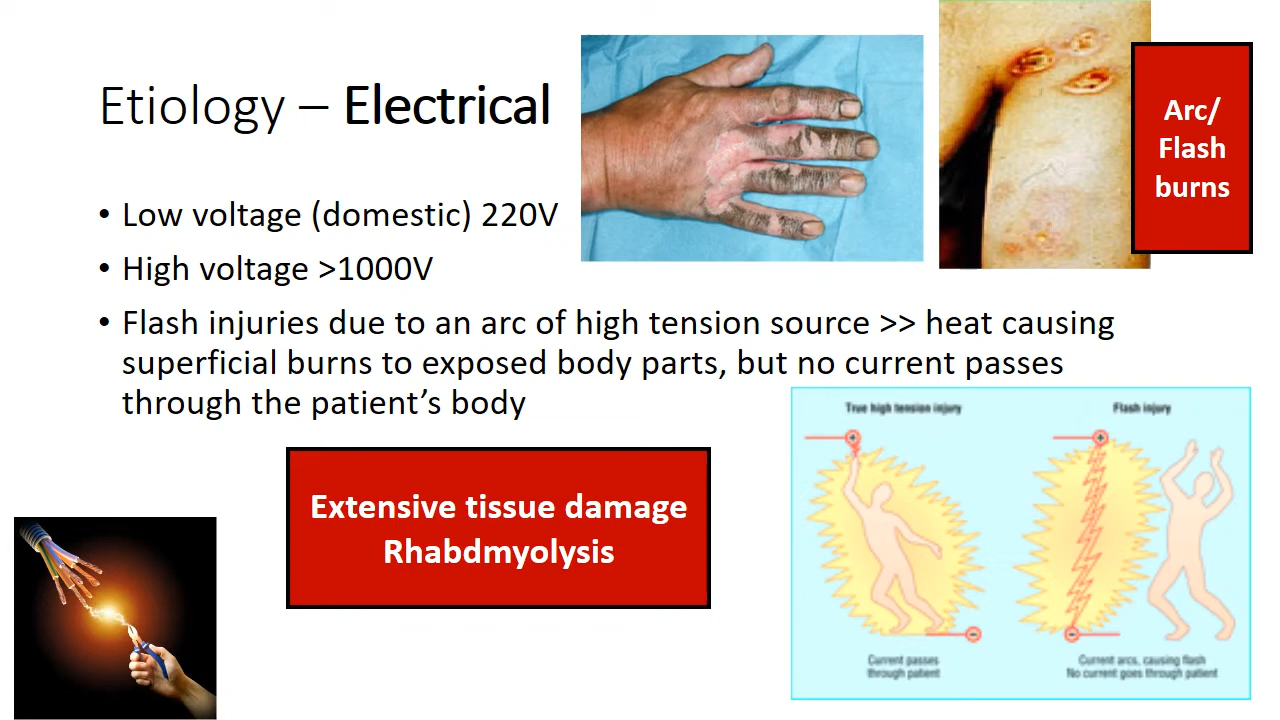 Etiology – Electrical
Arc/
Flash
burns
• Low voltage (domestic) 220V
• High voltage >1000V
• Flash injuries due to an arc of high tension source >> heat causing
superficial burns to exposed body parts, but no current passes
through the patient’s body
Extensive tissue damage
Rhabdmyolysis
True high tension injury
Flash injury
+
+
–
–
Current passes
through patient
Current arcs, causing flash
No current goes through patient